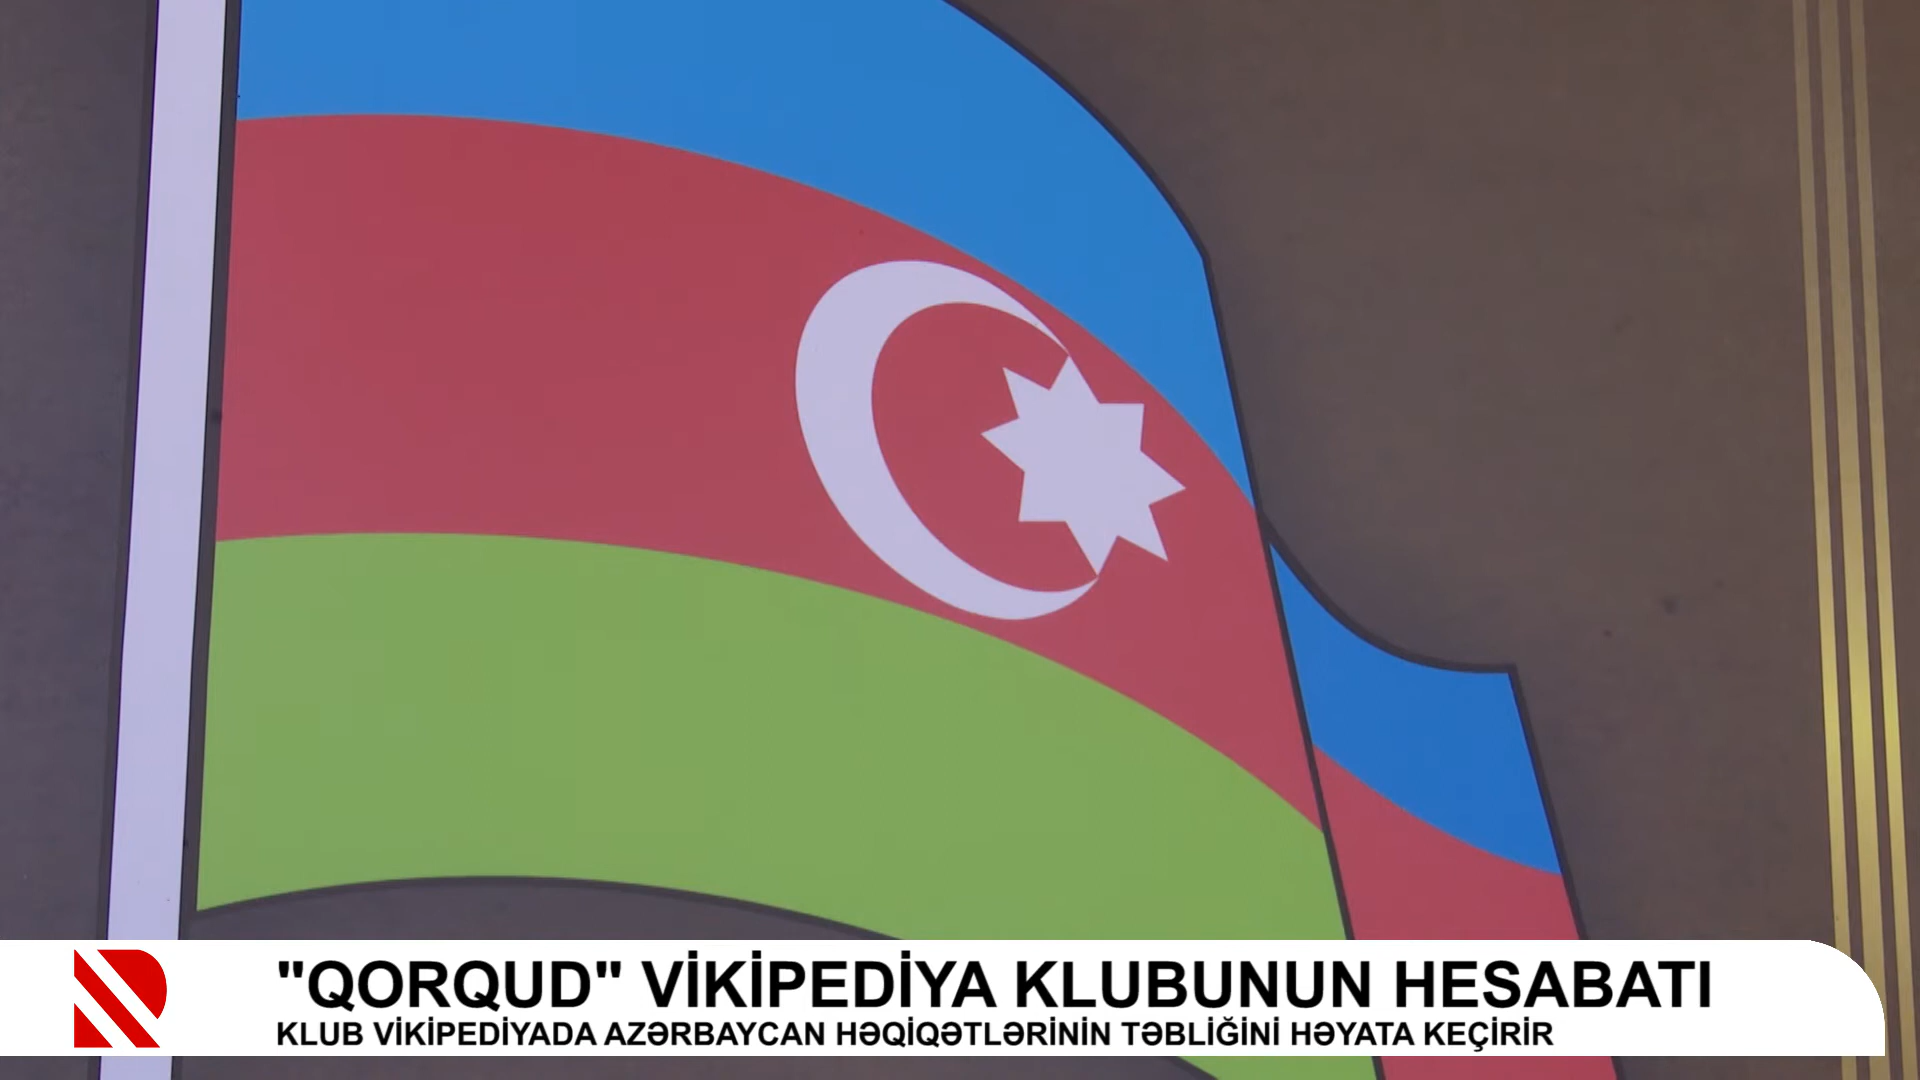 "QORQUD" VİKİPEDİYA KLUBUNUN HESABATI
KLUB VİKİPEDİYADA AZƏRBAYCAN HƏQİQƏTLƏRİNİN TƏBLİĞİNİ HƏYATA KEÇİRİR